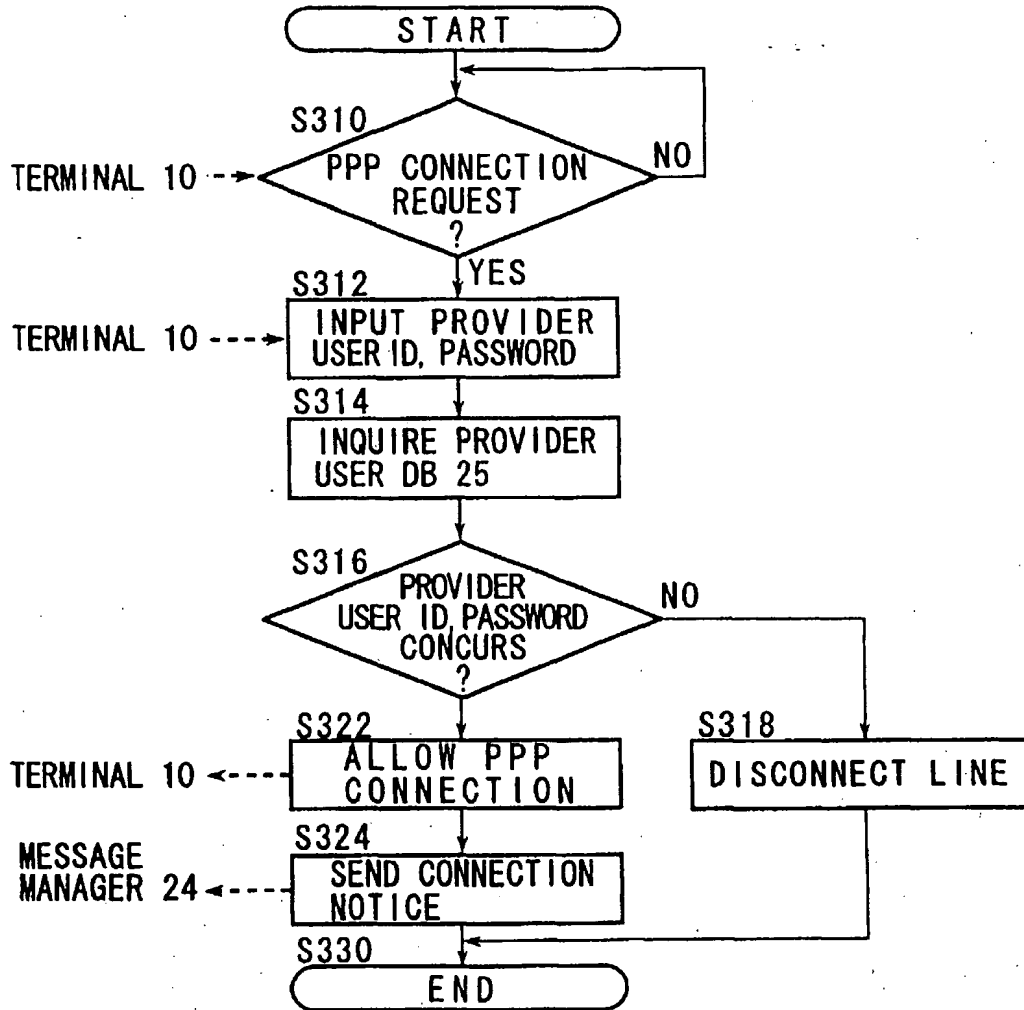 START
S310
TERMINAL 10
PPP CONNECTION
REQUEST
?
NO
YES
S312
TERMINAL 10
INPUT PROVIDER
USER ID, PASSWORD
S314
INQUIRE PROVIDER
USER DB 25
S316
PROVIDER
USER ID, PASSWORD
CONCURS
?
NO
S322
TERMINAL 10
ALLOW PPP
CONNECTION
S318
DISCONNECT LINE
S324
MESSAGE
MANAGER 24
SEND CONNECTION
NOTICE
S330
END